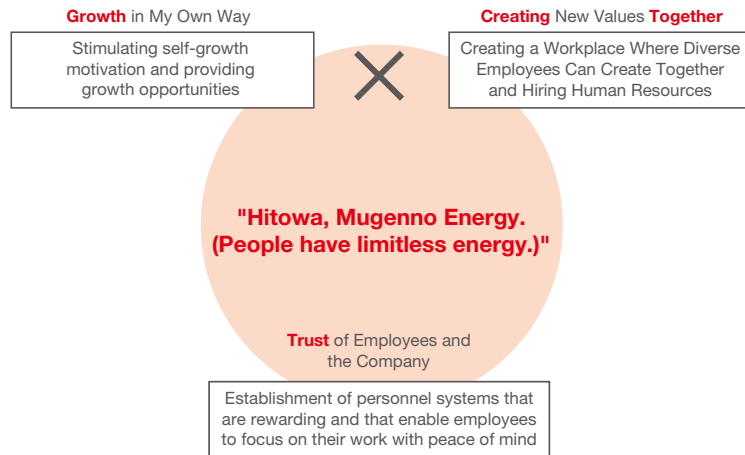 Growth in My Own Way
Stimulating self-growth
motivation and providing
growth opportunities
Creating New Values Together
Creating a Workplace Where Diverse
Employees Can Create Together
and Hiring Human Resources
"Hitowa, Mugenno Energy.
(People have limitless energy.)"
Trust of Employees and
the Company
Establishment of personnel systems that
are rewarding and that enable employees
to focus on their work with peace of mind